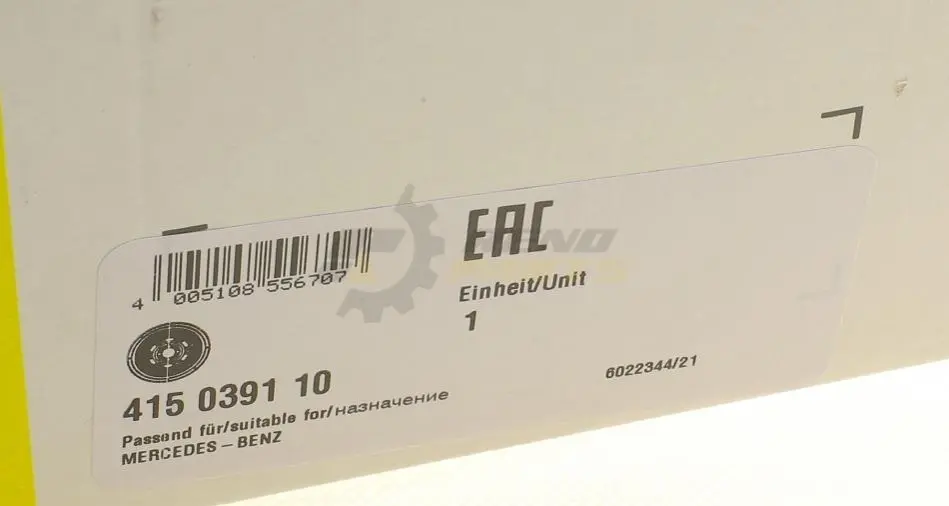 4 005108 556707
EAC
Einheit/Unit
1
415 0391 10
6022344/21
Passend für/suitable for/назначение
MERCEDES-BENZ